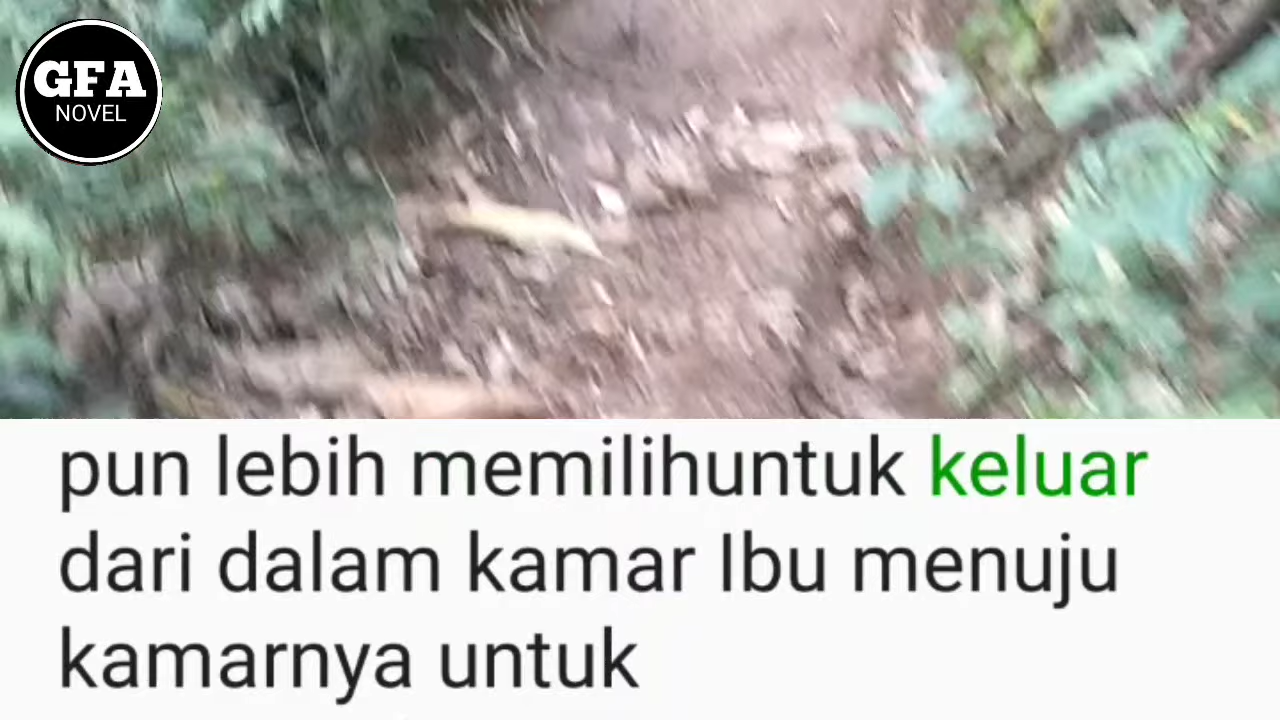 GFA
NOVEL
pun lebih memilihuntuk keluar
dari dalam kamar Ibu menuju
kamarnya untuk